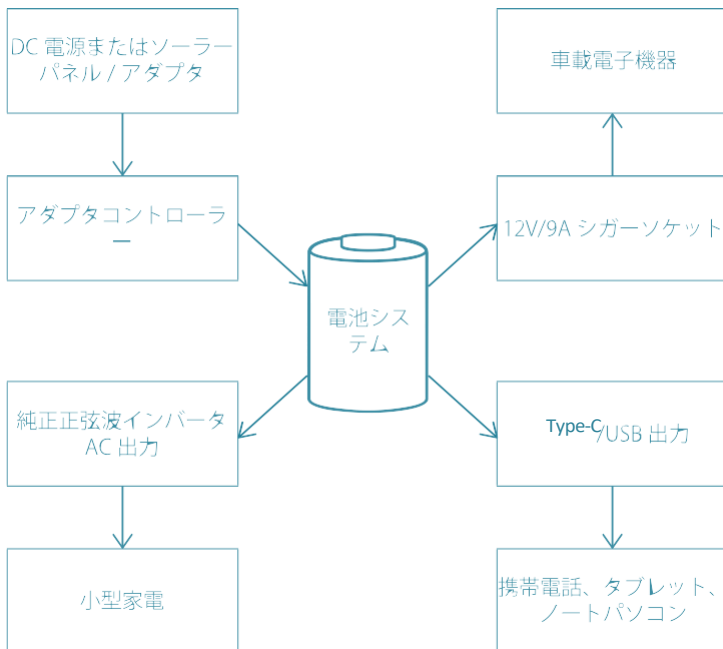 DC 電源またはソーラー
パネル / アダプタ
車載電子機器
アダプタコントローラ
ー
12V/9A シガーソケット
電池シス
テム
純正正弦波インバータ
AC 出力
Type-C/USB 出力
小型家電
携帯電話、タブレット、
ノートパソコン